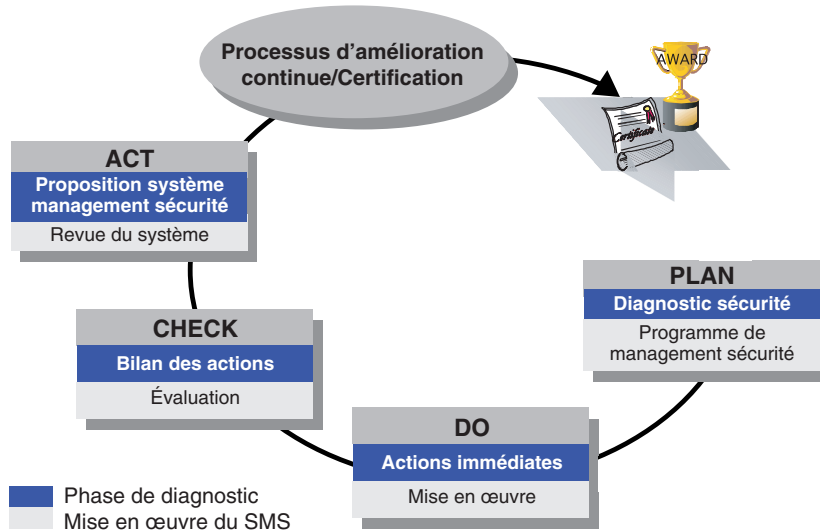 Processus d'amélioration
continue/Certification
AWARD
Certificate
ACT
Proposition système
management sécurité
Revue du système
PLAN
Diagnostic sécurité
Programme de
management sécurité
CHECK
Bilan des actions
Évaluation
DO
Actions immédiates
Mise en œuvre
Phase de diagnostic
Mise en œuvre du SMS